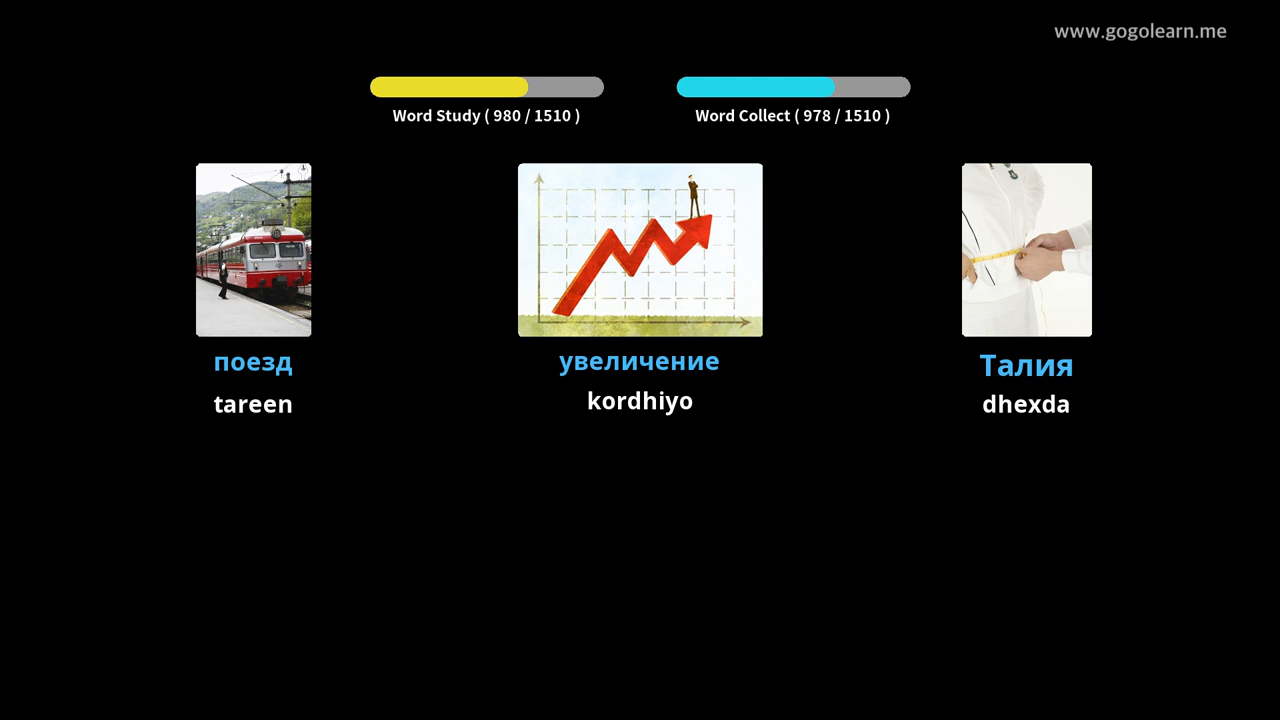 www.gogolearn.me
Word Study ( 980 / 1510 )
Word Collect ( 978 / 1510 )
поезд
увеличение
Талия
tareen
kordhiyo
dhexda